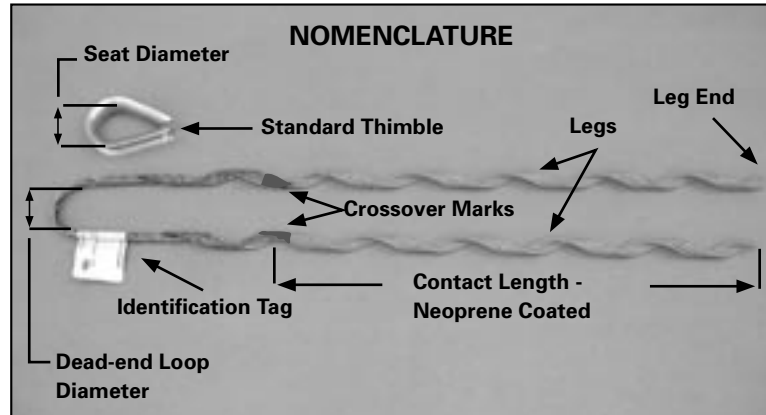 NOMENCLATURE
Seat Diameter
Leg End
Standard Thimble
Legs
Crossover Marks
Identification Tag
Contact Length -
Neoprene Coated
Dead-end Loop
Diameter